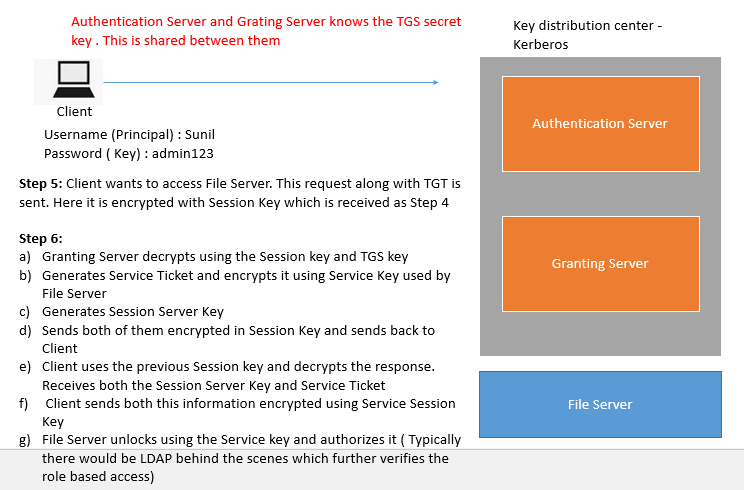 Authentication Server and Grating Server knows the TGS secret
key . This is shared between them
Key distribution center -
Kerberos
Client
Username (Principal) : Sunil
Password ( Key) : admin123
Authentication Server
Step 5: Client wants to access File Server. This request along with TGT is
sent. Here it is encrypted with Session Key which is received as Step 4
Step 6:
a) Granting Server decrypts using the Session key and TGS key
b) Generates Service Ticket and encrypts it using Service Key used by
File Server
c) Generates Session Server Key
d) Sends both of them encrypted in Session Key and sends back to
Client
e) Client uses the previous Session key and decrypts the response.
Receives both the Session Server Key and Service Ticket
f) Client sends both this information encrypted using Service Session
Key
g) File Server unlocks using the Service key and authorizes it ( Typically
there would be LDAP behind the scenes which further verifies the
role based access)
Granting Server
File Server